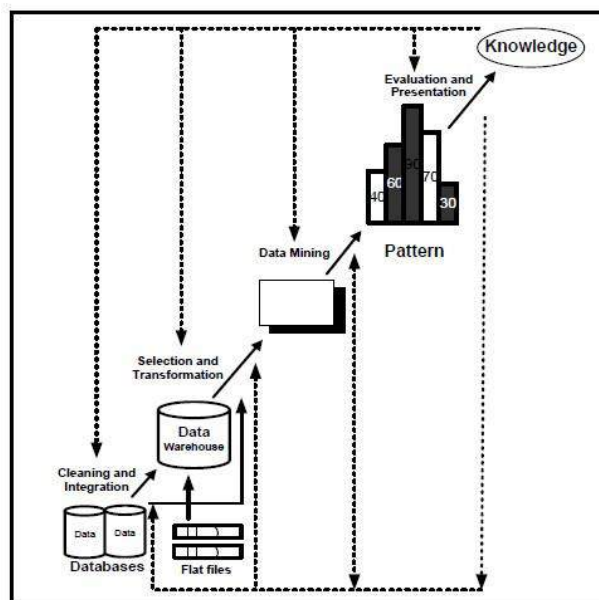 Knowledge
Evaluation and
Presentation
40
60
90
70
30
Pattern
Data Mining
Selection and
Transformation
Data
Warehouse
Cleaning and
Integration
Data
Data
Databases
Flat files